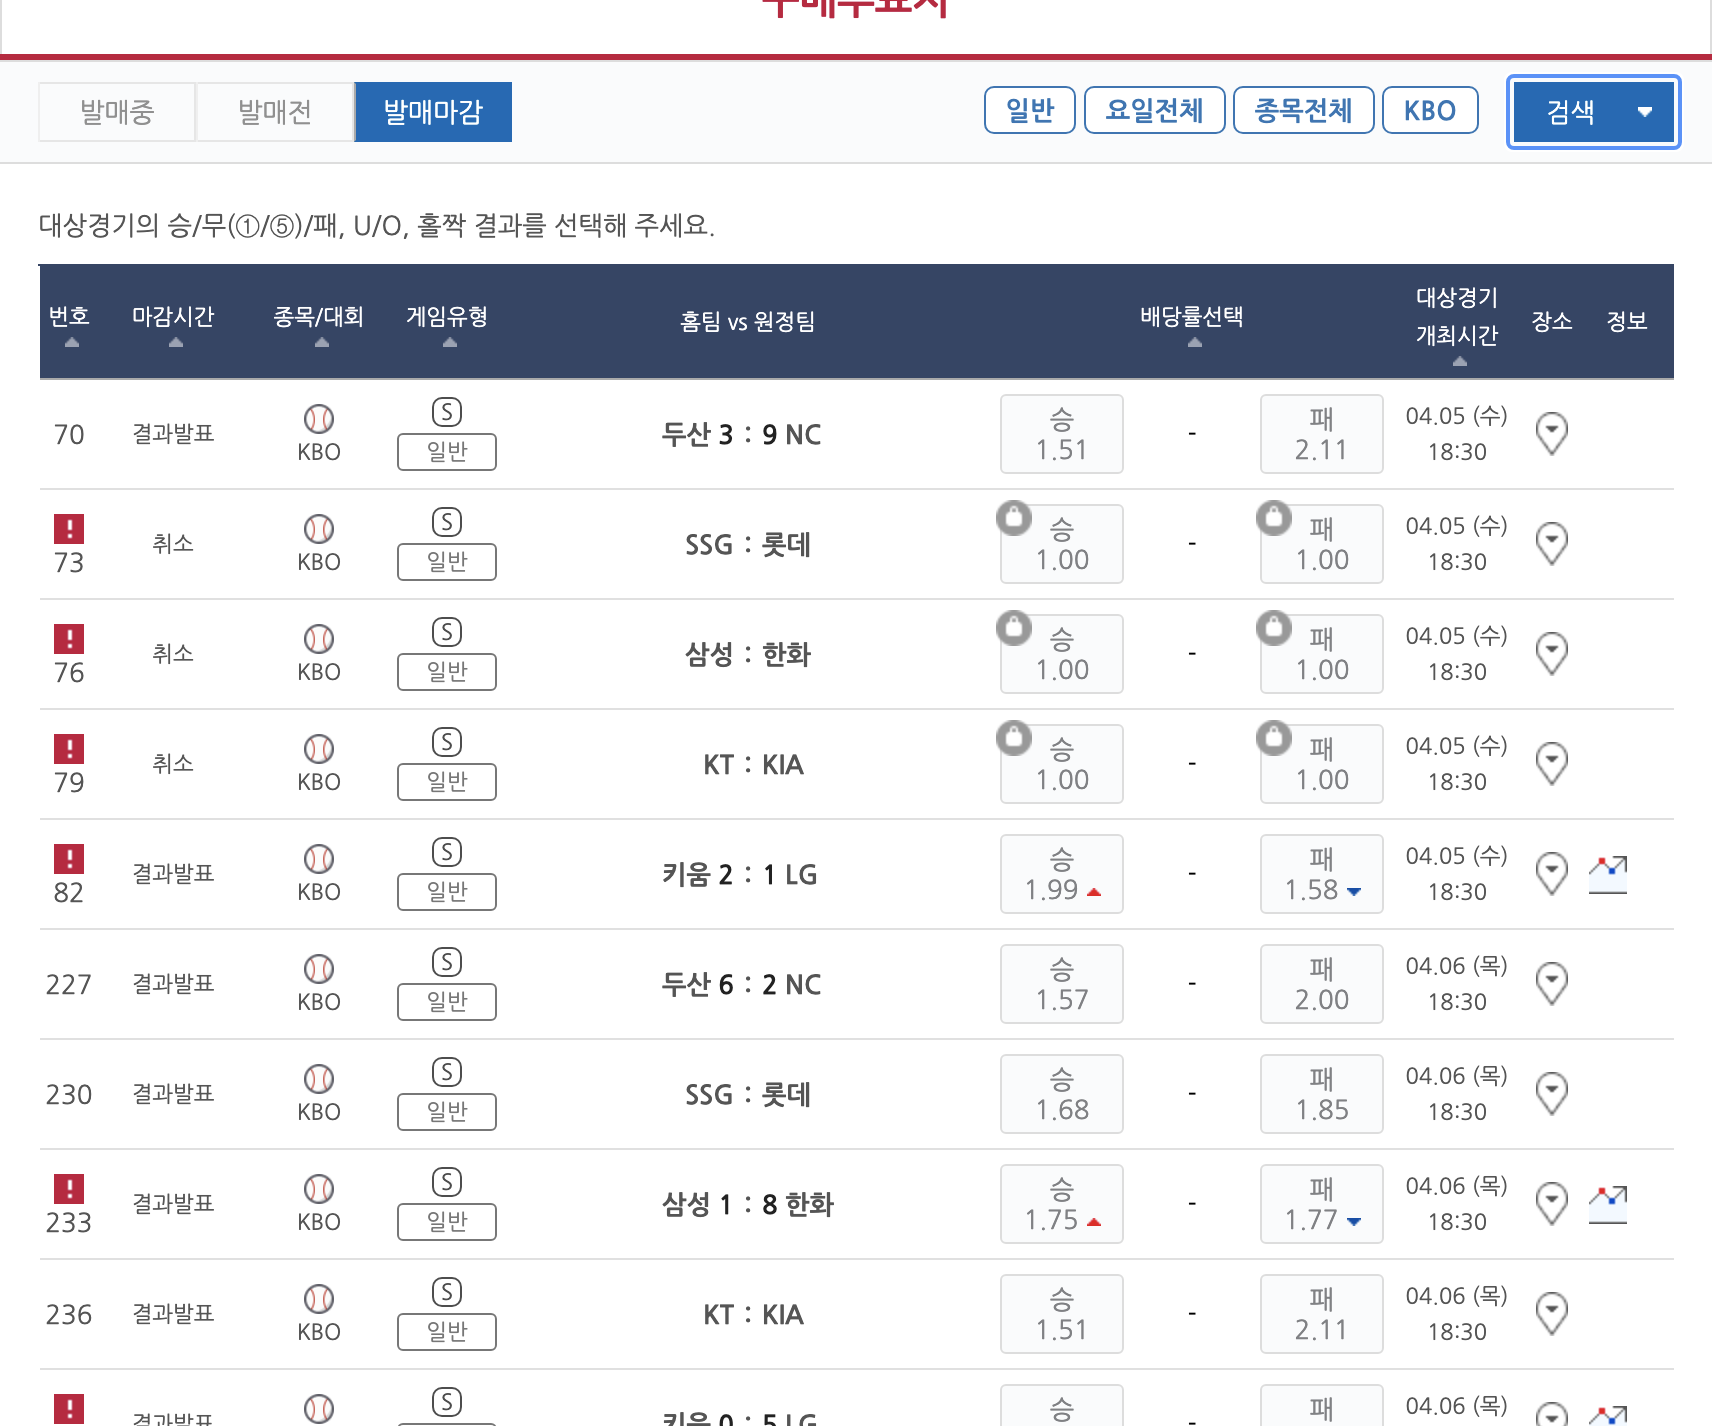 구매투표지
발매중 발매전 발매마감 일반 요일전체 종목전체 KBO 검색
대상경기의 승/무(①/⑤)/패, U/O, 홀짝 결과를 선택해 주세요.
번호 마감시간 종목/대회 게임유형 홈팀 vs 원정팀 배당률선택 대상경기 개최시간 장소 정보
70 결과발표 KBO S 일반 두산 3 : 9 NC 승 1.51 - 패 2.11 04.05 (수) 18:30
73 취소 KBO S 일반 SSG : 롯데 승 1.00 - 패 1.00 04.05 (수) 18:30
76 취소 KBO S 일반 삼성 : 한화 승 1.00 - 패 1.00 04.05 (수) 18:30
79 취소 KBO S 일반 KT : KIA 승 1.00 - 패 1.00 04.05 (수) 18:30
82 결과발표 KBO S 일반 키움 2 : 1 LG 승 1.99 - 패 1.58 04.05 (수) 18:30
227 결과발표 KBO S 일반 두산 6 : 2 NC 승 1.57 - 패 2.00 04.06 (목) 18:30
230 결과발표 KBO S 일반 SSG : 롯데 승 1.68 - 패 1.85 04.06 (목) 18:30
233 결과발표 KBO S 일반 삼성 1 : 8 한화 승 1.75 - 패 1.77 04.06 (목) 18:30
236 결과발표 KBO S 일반 KT : KIA 승 1.51 - 패 2.11 04.06 (목) 18:30
결과발표 S 키움 0 : 5 LG 승 - 패 04.06 (목)